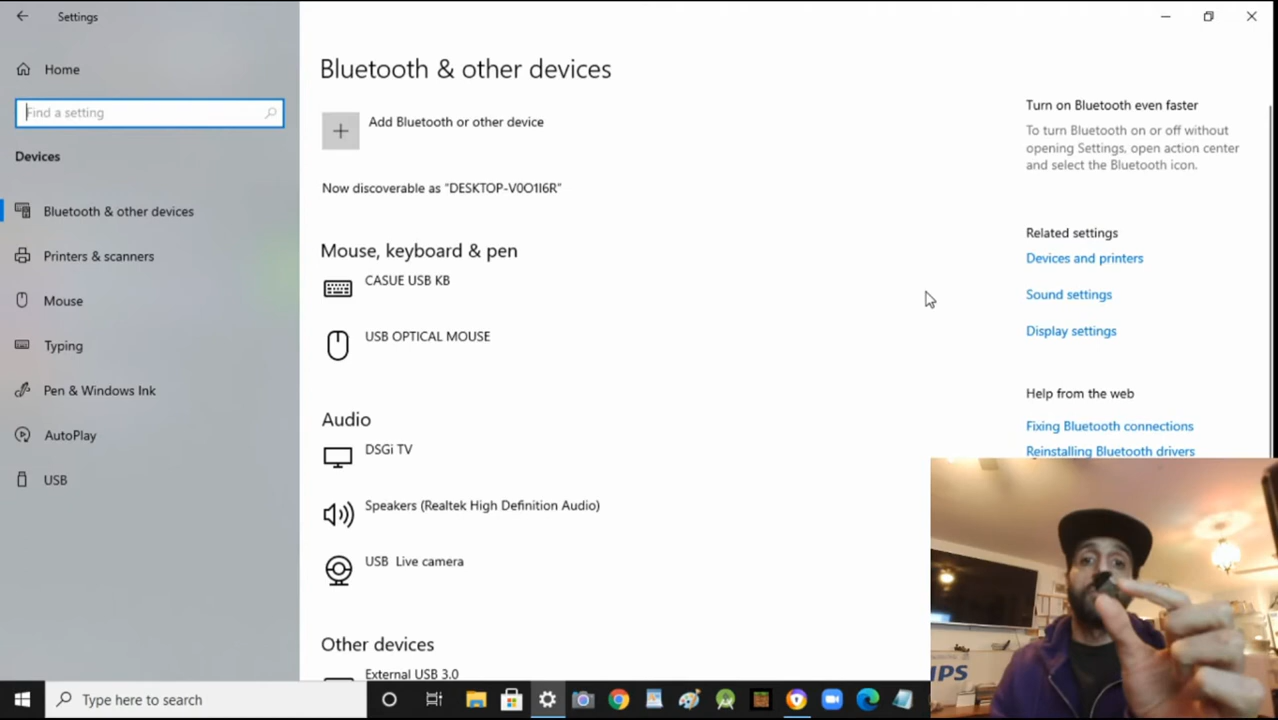 Settings
Home
Find a setting
Devices
Bluetooth & other devices
Printers & scanners
Mouse
Typing
Pen & Windows Ink
AutoPlay
USB
Bluetooth & other devices
Add Bluetooth or other device
Now discoverable as "DESKTOP-V0O1I6R"
Mouse, keyboard & pen
CASUE USB KB
USB OPTICAL MOUSE
Audio
DSGi TV
Speakers (Realtek High Definition Audio)
USB Live camera
Other devices
External USB 3.0
Turn on Bluetooth even faster
To turn Bluetooth on or off without
opening Settings, open action center
and select the Bluetooth icon.
Related settings
Devices and printers
Sound settings
Display settings
Help from the web
Fixing Bluetooth connections
Reinstalling Bluetooth drivers
IPS
Type here to search